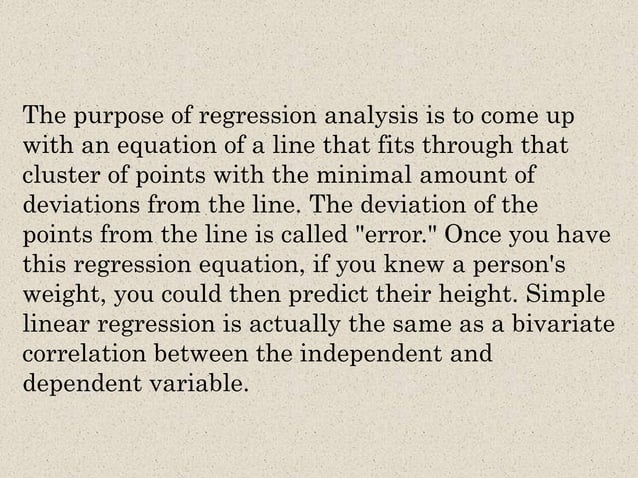 The purpose of regression analysis is to come up
with an equation of a line that fits through that
cluster of points with the minimal amount of
deviations from the line. The deviation of the
points from the line is called "error." Once you have
this regression equation, if you knew a person's
weight, you could then predict their height. Simple
linear regression is actually the same as a bivariate
correlation between the independent and
dependent variable.